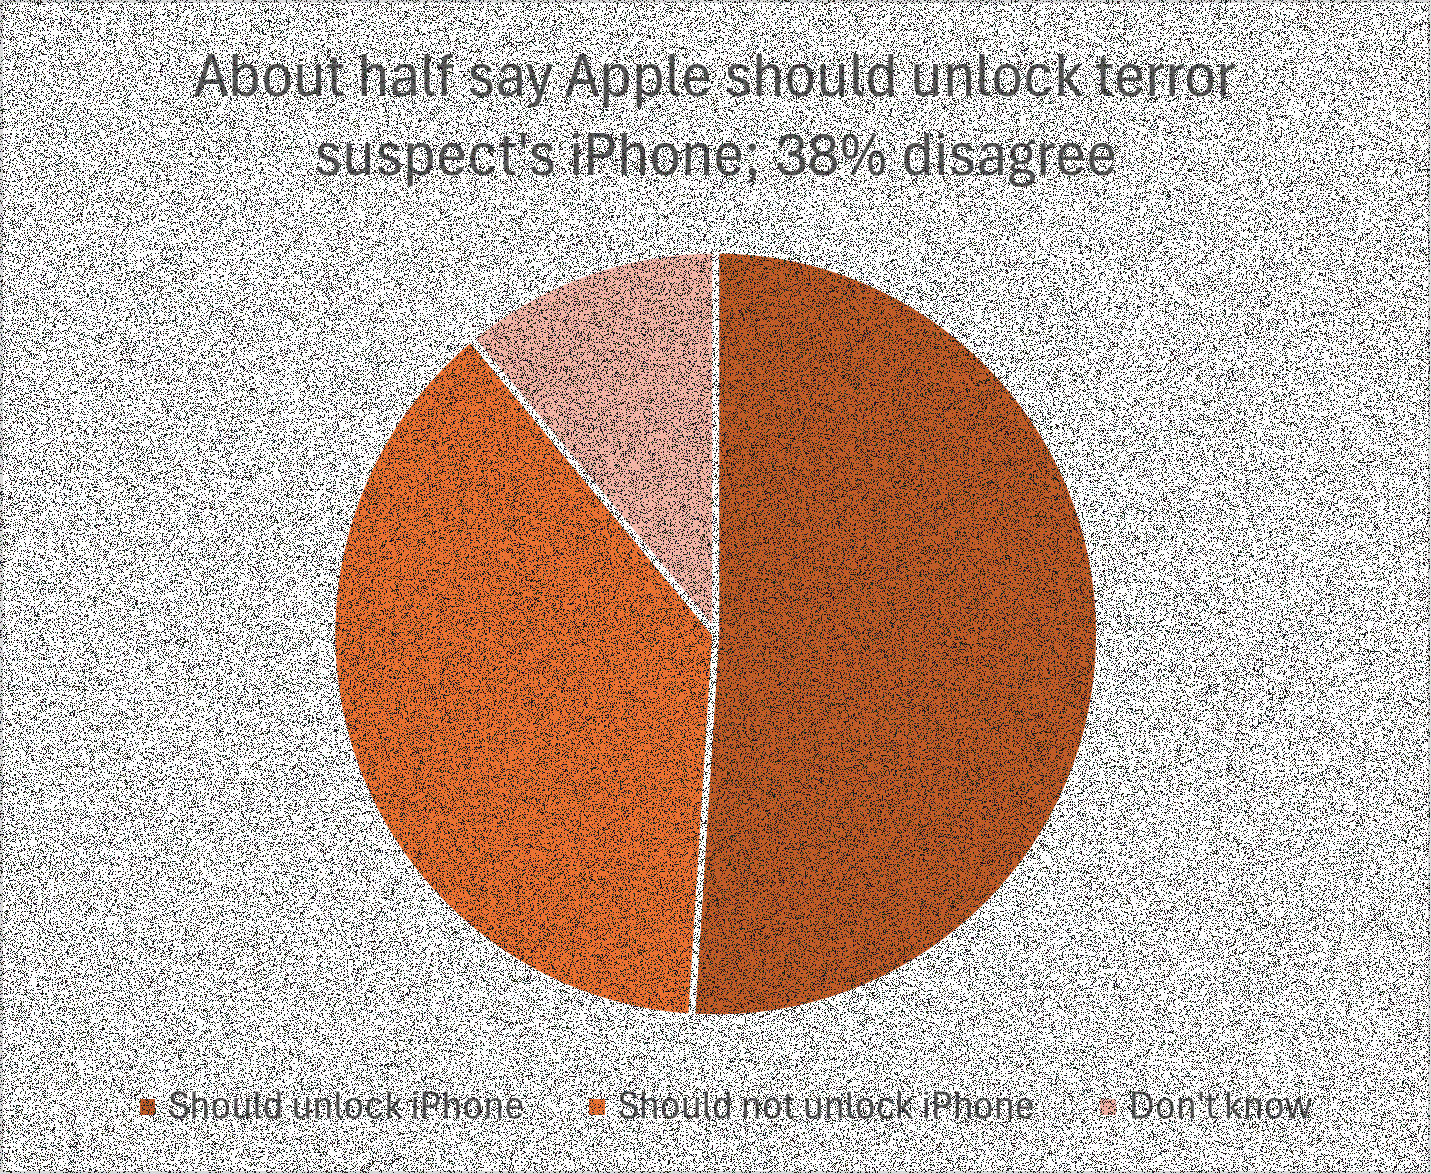 About half say Apple should unlock terror
suspect's iPhone; 38% disagree
Should unlock iPhone
Should not unlock iPhone
Don't know